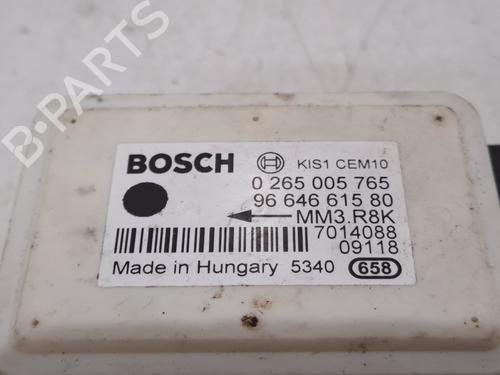 BOSCH KIS1 CEM10
0 265 005 765
96 646 615 80
MM3.R8K
7014088
09118
Made in Hungary 5340 658
B-PARTS